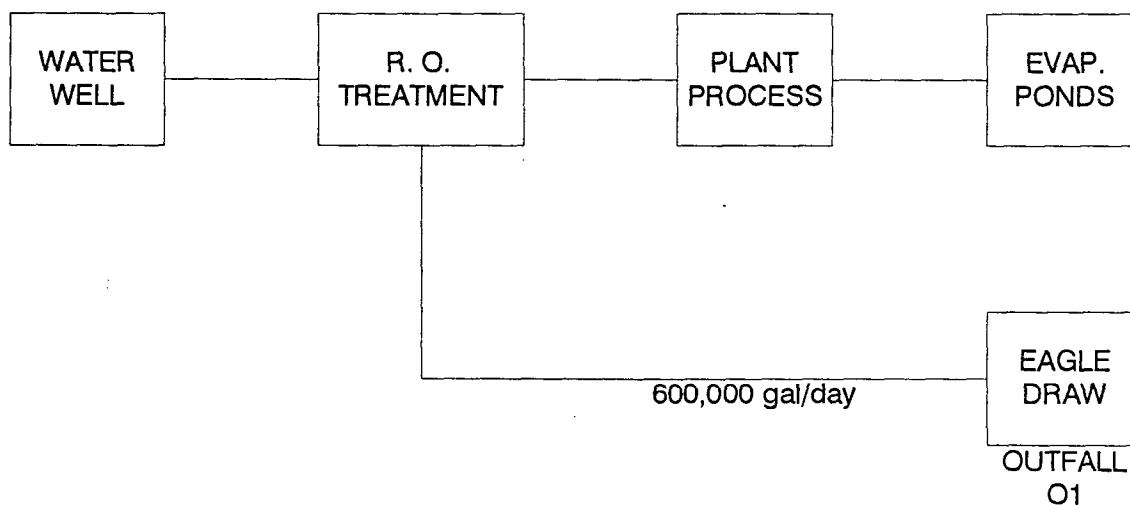 WATER
WELL
R. O.
TREATMENT
PLANT
PROCESS
EVAP.
PONDS
600,000 gal/day
EAGLE
DRAW
OUTFALL
O1